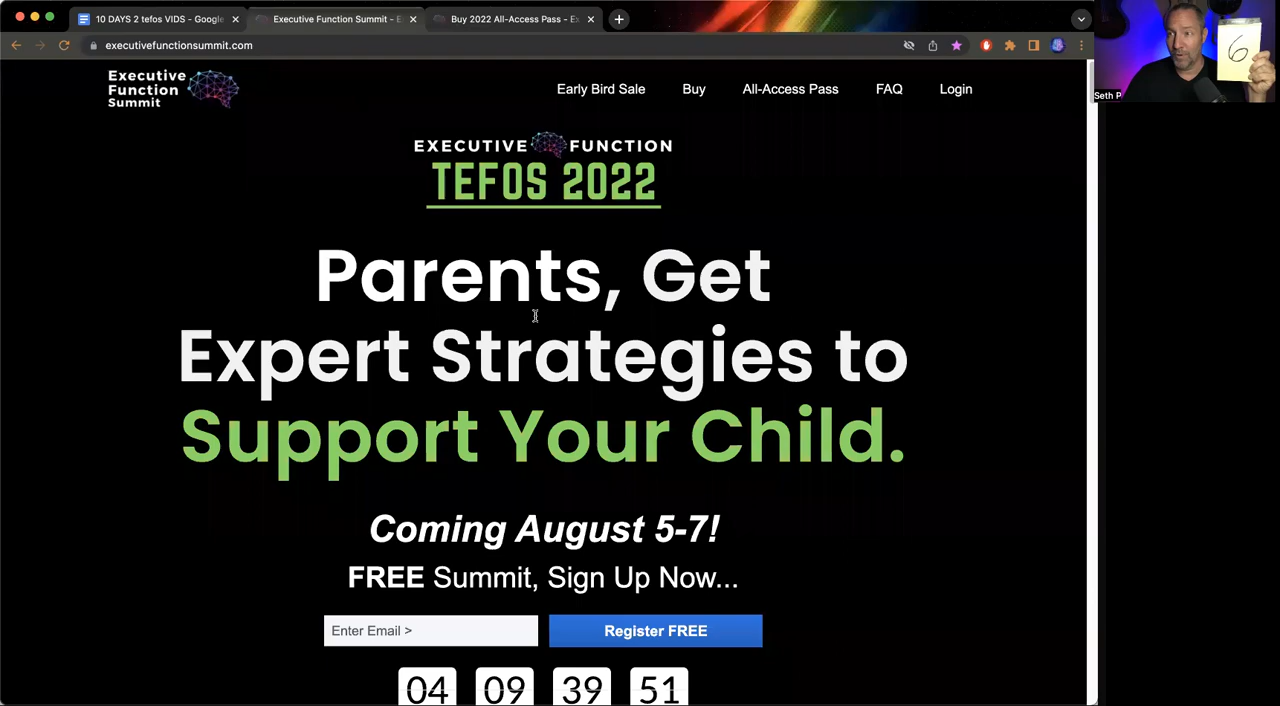 10 DAYS 2 tefos VIDS - Google
Executive Function Summit - E
Buy 2022 All-Access Pass - Ex
executivefunctionsummit.com
6
Seth P
Executive
Function
Summit
Early Bird Sale
Buy
All-Access Pass
FAQ
Login
EXECUTIVE FUNCTION
TEFOS 2022
Parents, Get
Expert Strategies to
Support Your Child.
Coming August 5-7!
FREE Summit, Sign Up Now...
Enter Email >
Register FREE
04 09 39 51